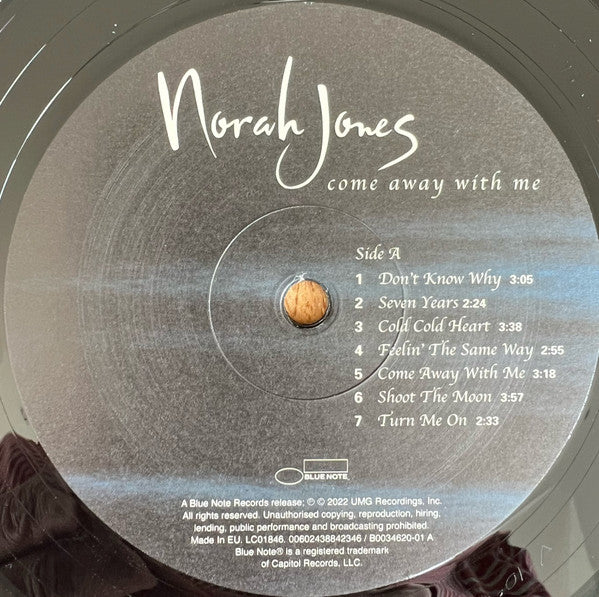 Norah Jones
come away with me
Side A
1 Don't Know Why 3:05
2 Seven Years 2:24
3 Cold Cold Heart 3:38
4 Feelin' The Same Way 2:55
5 Come Away With Me 3:18
6 Shoot The Moon 3:57
7 Turn Me On 2:33
BLUE NOTE
A Blue Note Records release; ℗ © 2022 UMG Recordings, Inc.
All rights reserved. Unauthorised copying, reproduction, hiring,
lending, public performance and broadcasting prohibited.
Made in EU. LC01846. 00602438842346 / B0034620-01 A
Blue Note® is a registered trademark
of Capitol Records, LLC.